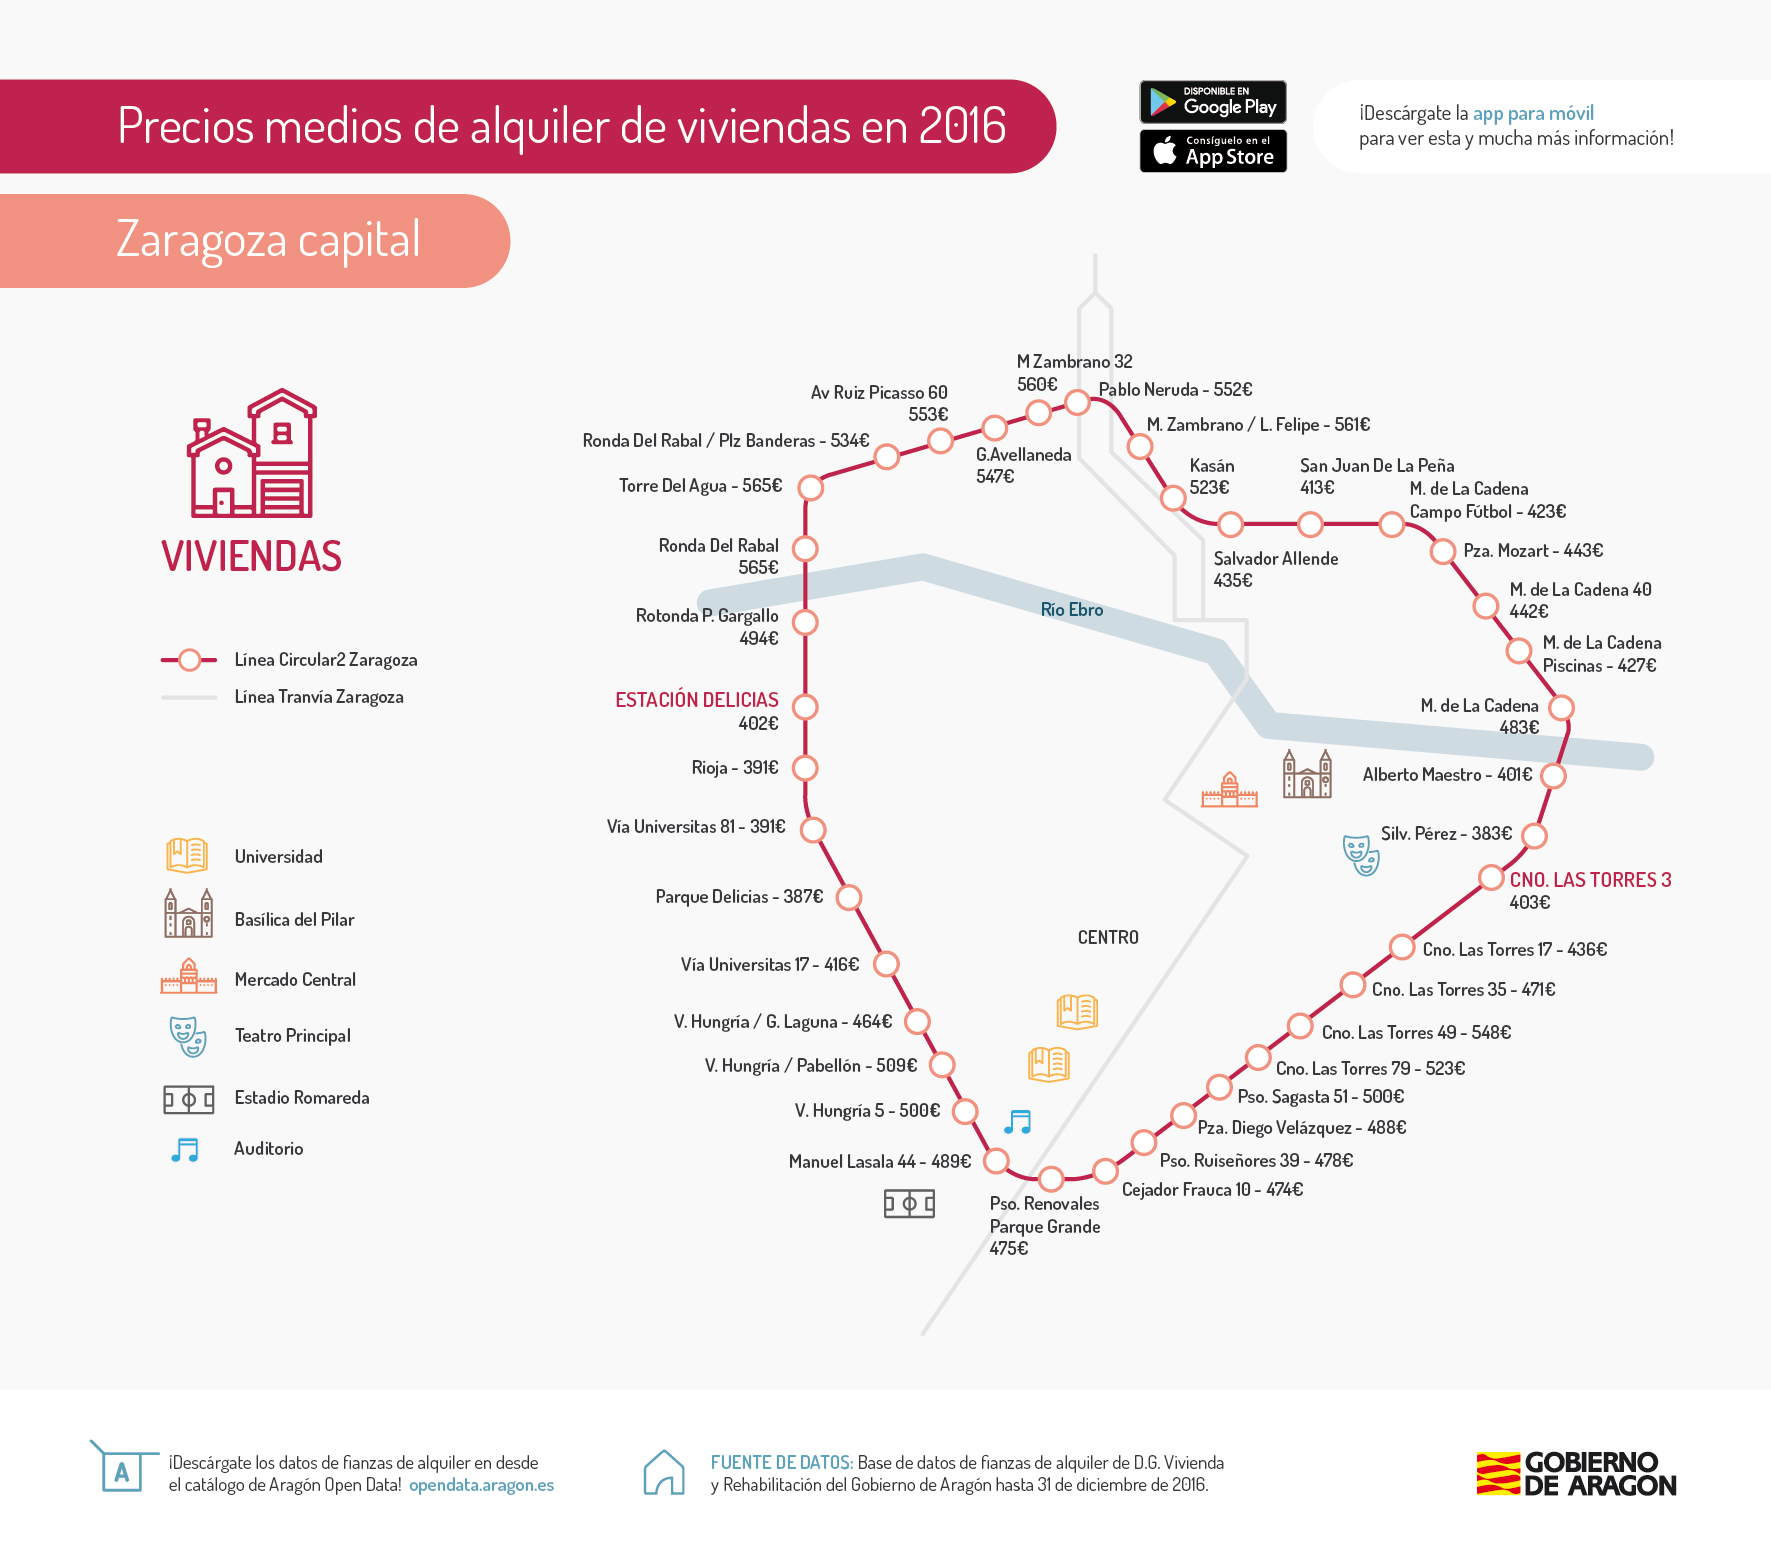 Precios medios de alquiler de viviendas en 2016
DISPONIBLE EN
Google Play
Consíguelo en el
App Store
¡Descárgate la app para móvil
para ver esta y mucha más información!
Zaragoza capital
VIVIENDAS
Línea Circular2 Zaragoza
Línea Tranvía Zaragoza
Universidad
Basílica del Pilar
Mercado Central
Teatro Principal
Estadio Romareda
Auditorio
M Zambrano 32
560€
Pablo Neruda - 552€
Av Ruiz Picasso 60
553€
M. Zambrano / L. Felipe - 561€
Ronda Del Rabal / Plz Banderas - 534€
G.Avellaneda
547€
Kasán
523€
San Juan De La Peña
413€
M. de La Cadena
Campo Fútbol - 423€
Torre Del Agua - 565€
Ronda Del Rabal
565€
Salvador Allende
435€
Pza. Mozart - 443€
M. de La Cadena 40
442€
Río Ebro
Rotonda P. Gargallo
494€
M. de La Cadena
Piscinas - 427€
ESTACIÓN DELICIAS
402€
M. de La Cadena
483€
Rioja - 391€
Alberto Maestro - 401€
Vía Universitas 81 - 391€
Silv. Pérez - 383€
CNO. LAS TORRES 3
403€
Parque Delicias - 387€
CENTRO
Cno. Las Torres 17 - 436€
Vía Universitas 17 - 416€
Cno. Las Torres 35 - 471€
V. Hungría / G. Laguna - 464€
Cno. Las Torres 49 - 548€
V. Hungría / Pabellón - 509€
Cno. Las Torres 79 - 523€
Pso. Sagasta 51 - 500€
V. Hungría 5 - 500€
Pza. Diego Velázquez - 488€
Manuel Lasala 44 - 489€
Pso. Ruiseñores 39 - 478€
Cejador Frauca 10 - 474€
Pso. Renovales
Parque Grande
475€
A
¡Descárgate los datos de fianzas de alquiler en desde
el catálogo de Aragón Open Data! opendata.aragon.es
FUENTE DE DATOS: Base de datos de fianzas de alquiler de D.G. Vivienda
y Rehabilitación del Gobierno de Aragón hasta 31 de diciembre de 2016.
GOBIERNO
DE ARAGON